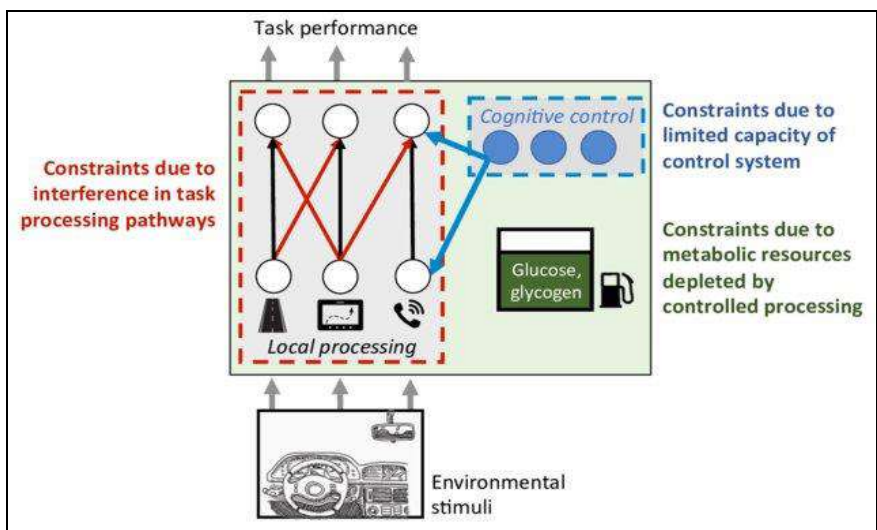 Task performance
Cognitive control
Constraints due to
limited capacity of
control system
Constraints due to
interference in task
processing pathways
Constraints due to
metabolic resources
depleted by
controlled processing
Glucose,
glycogen
Local processing
Environmental
stimuli